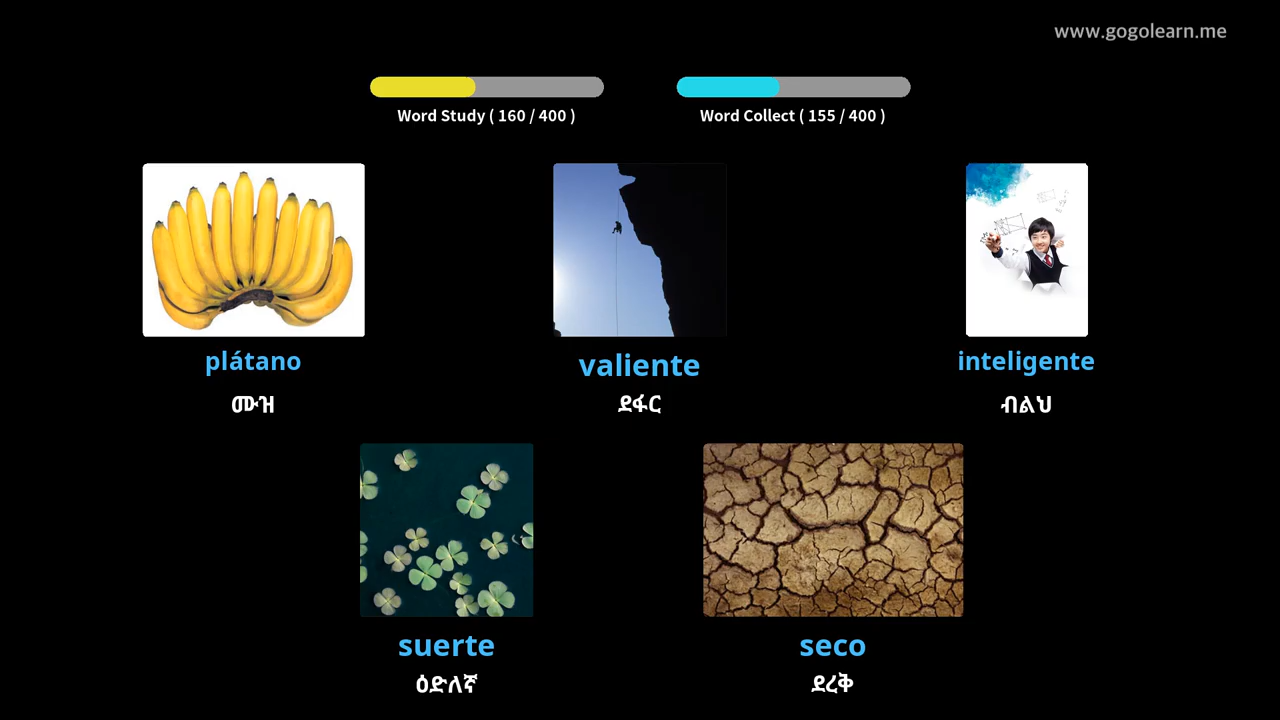 www.gogolearn.me
Word Study ( 160 / 400 )
Word Collect ( 155 / 400 )
plátano
ሙዝ
valiente
ደፋር
inteligente
ብልህ
suerte
ዕድለኛ
seco
ደረቅ